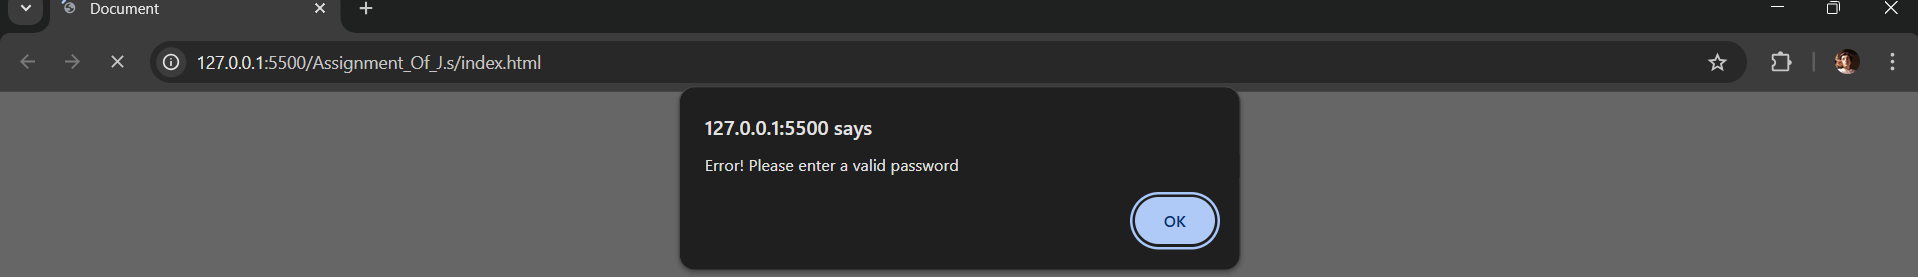 Document
127.0.0.1:5500/Assignment_Of_J.s/index.html
127.0.0.1:5500 says
Error! Please enter a valid password
OK